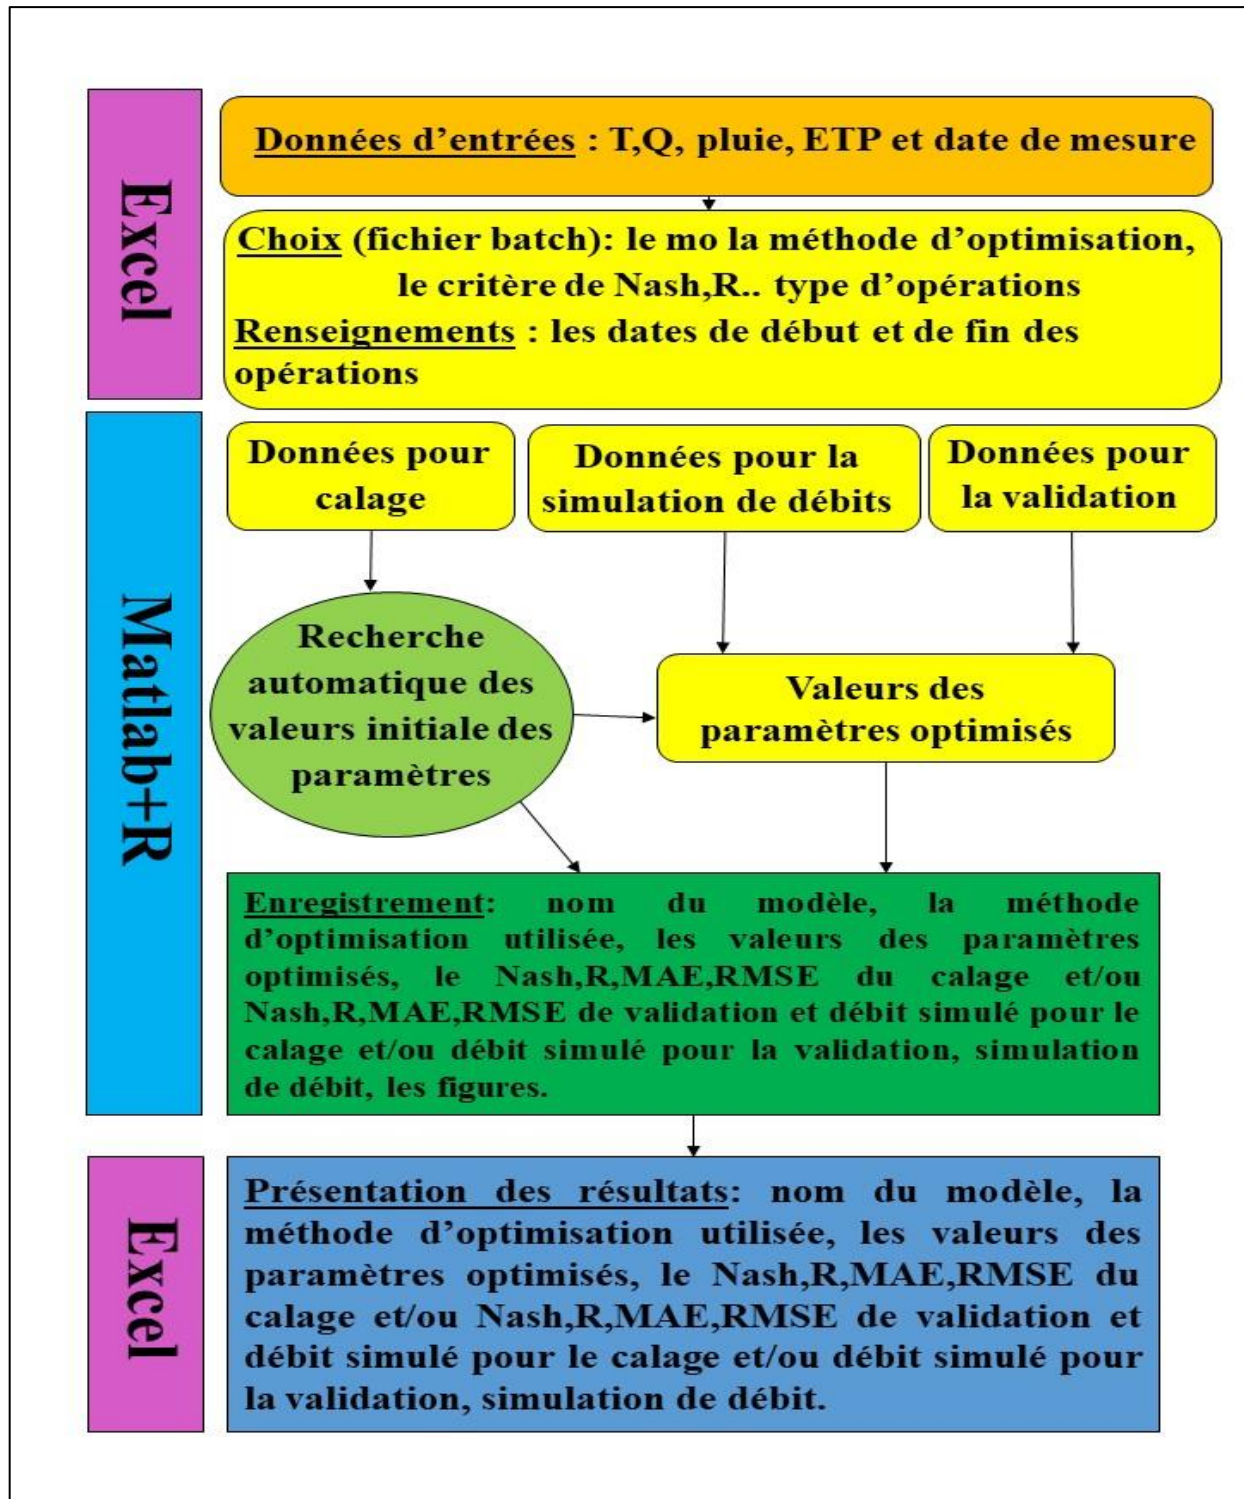 Excel
Données d’entrées : T,Q, pluie, ETP et date de mesure
Choix (fichier batch): le mo la méthode d’optimisation,
le critère de Nash,R.. type d’opérations
Renseignements : les dates de début et de fin des
opérations
Matlab+R
Données pour
calage
Données pour la
simulation de débits
Données pour
la validation
Recherche
automatique des
valeurs initiale des
paramètres
Valeurs des
paramètres optimisés
Enregistrement: nom du modèle, la méthode
d’optimisation utilisée, les valeurs des paramètres
optimisés, le Nash,R,MAE,RMSE du calage et/ou
Nash,R,MAE,RMSE de validation et débit simulé pour le
calage et/ou débit simulé pour la validation, simulation
de débit, les figures.
Excel
Présentation des résultats: nom du modèle, la
méthode d’optimisation utilisée, les valeurs des
paramètres optimisés, le Nash,R,MAE,RMSE du
calage et/ou Nash,R,MAE,RMSE de validation et
débit simulé pour le calage et/ou débit simulé pour
la validation, simulation de débit.